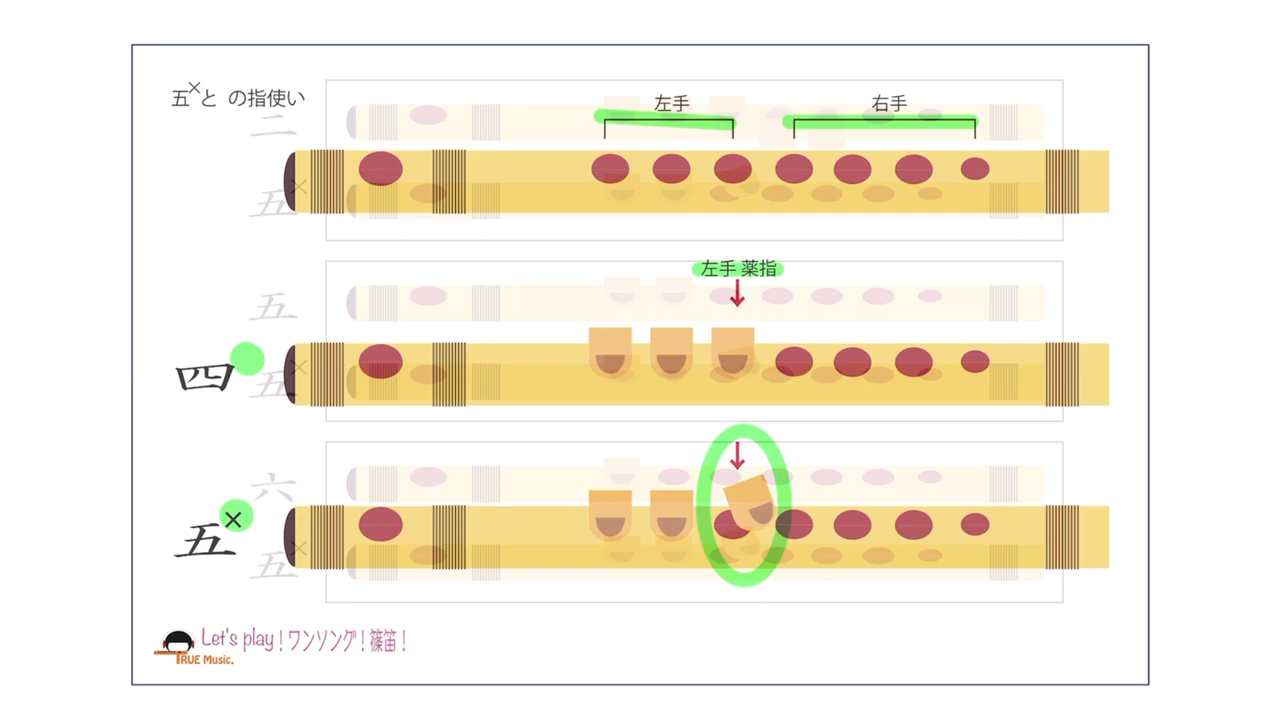 五×と の指使い
左手
右手
二
五×
左手 薬指
五
四
五×
六
五×
五×
Let's play!ワンソング!篠笛!
TRUE Music.